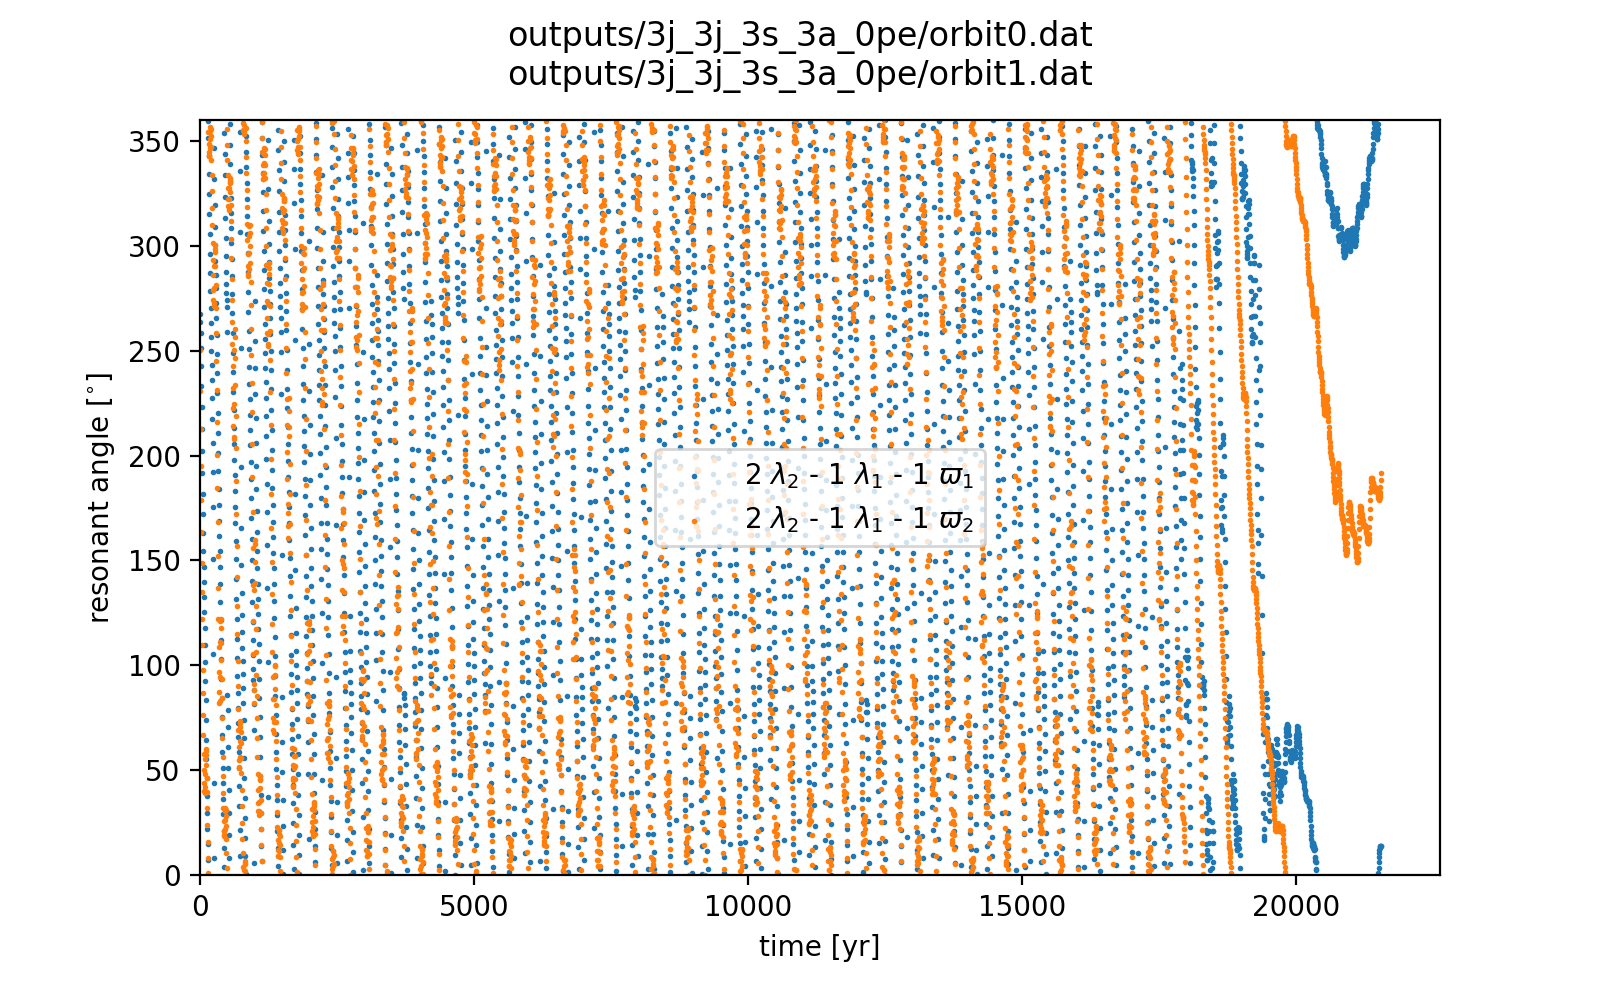 outputs/3j_3j_3s_3a_0pe/orbit0.dat
outputs/3j_3j_3s_3a_0pe/orbit1.dat
350
300
250
200
150
100
50
0
resonant angle [°]
2 λ₂ - 1 λ₁ - 1 ϖ₁
2 λ₂ - 1 λ₁ - 1 ϖ₂
0 5000 10000 15000 20000
time [yr]